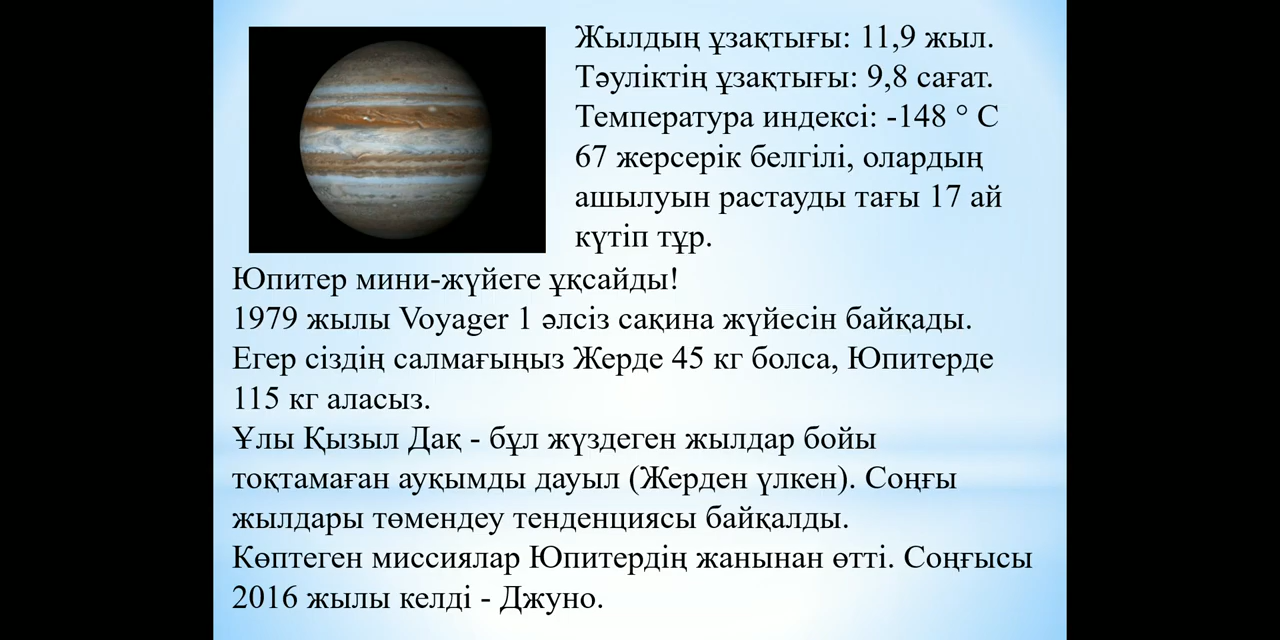 Жылдың ұзақтығы: 11,9 жыл.
Тәуліктің ұзақтығы: 9,8 сағат.
Температура индексі: -148 ° C
67 жерсерік белгілі, олардың
ашылуын растауды тағы 17 ай
күтіп тұр.
Юпитер мини-жүйеге ұқсайды!
1979 жылы Voyager 1 әлсіз сақина жүйесін байқады.
Егер сіздің салмағыңыз Жерде 45 кг болса, Юпитерде
115 кг аласыз.
Ұлы Қызыл Дақ - бұл жүздеген жылдар бойы
тоқтамаған ауқымды дауыл (Жерден үлкен). Соңғы
жылдары төмендеу тенденциясы байқалды.
Көптеген миссиялар Юпитердің жанынан өтті. Соңғысы
2016 жылы келді - Джуно.